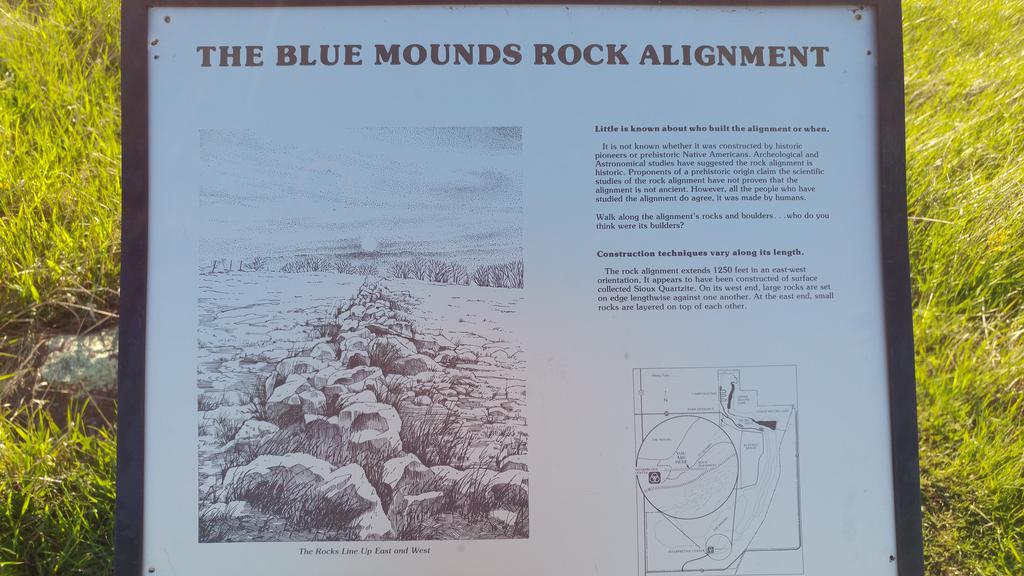 THE BLUE MOUNDS ROCK ALIGNMENT
Little is known about who built the alignment or when.
It is not known whether it was constructed by historic
pioneers or prehistoric Native Americans. Archeological and
Astronomical studies have suggested the rock alignment is
historic. Proponents of a prehistoric origin claim the scientific
studies of the rock alignment have not proven that the
alignment is not ancient. However, all the people who have
studied the alignment do agree, it was made by humans.
Walk along the alignment's rocks and boulders. . .who do you
think were its builders?
Construction techniques vary along its length.
The rock alignment extends 1250 feet in an east-west
orientation. It appears to have been constructed of surface
collected Sioux Quartzite. On its west end, large rocks are set
on edge lengthwise against one another. At the east end, small
rocks are layered on top of each other.
The Rocks Line Up East and West
N
YOU
ARE
HERE
INTERPRETIVE CENTER